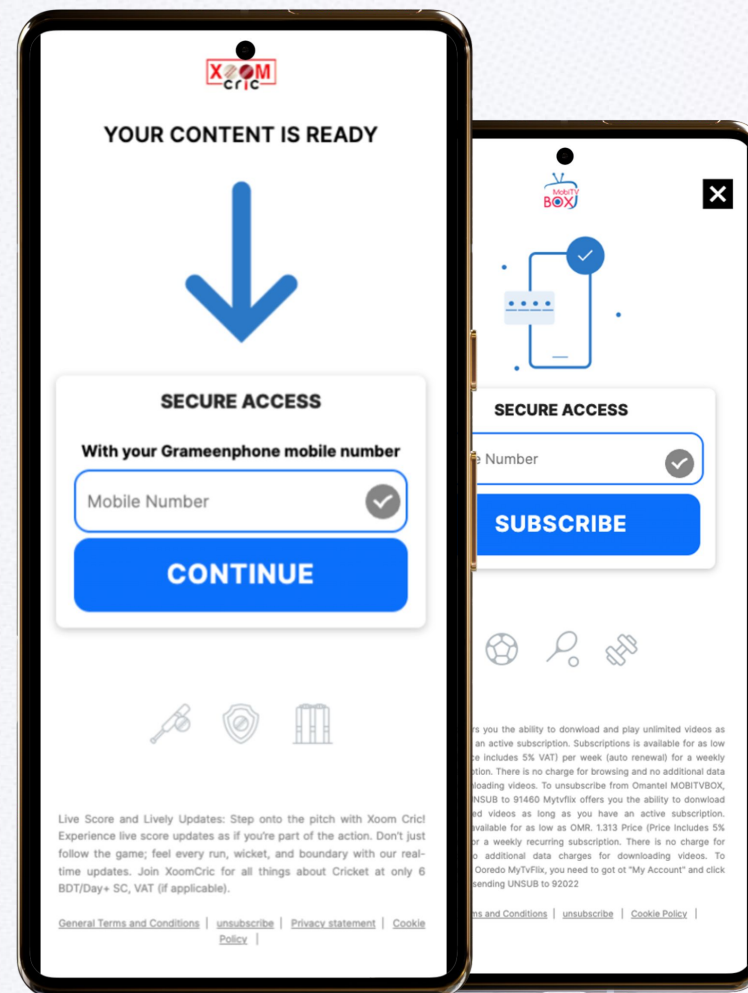 XOOM
cric
YOUR CONTENT IS READY
SECURE ACCESS
With your Grameenphone mobile number
Mobile Number
CONTINUE
Live Score and Lively Updates: Step onto the pitch with Xoom Cric!
Experience live score updates as if you're part of the action. Don't just
follow the game; feel every run, wicket, and boundary with our real-
time updates. Join XoomCric for all things about Cricket at only 6
BDT/Day+ SC, VAT (if applicable).
General Terms and Conditions | unsubscribe | Privacy statement | Cookie
Policy |
MobiTV
BOX
SECURE ACCESS
Number
SUBSCRIBE
you the ability to donwload and play unlimited videos as
an active subscription. Subscriptions is available for as low
includes 5% VAT) per week (auto renewal) for a weekly
There is no charge for browsing and no additional data
videos. To unsubscribe from Omantel MOBITVBOX,
UNSUB to 91460 Mytvflix offers you the ability to donwload
videos as long as you have an active subscription.
available for as low as OMR. 1.313 Price (Price Includes 5%
a weekly recurring subscription. There is no charge for
additional data charges for downloading videos. To
Ooredo MyTvFlix, you need to got ot "My Account" and click
sending UNSUB to 92022
and Conditions | unsubscribe | Cookie Policy |